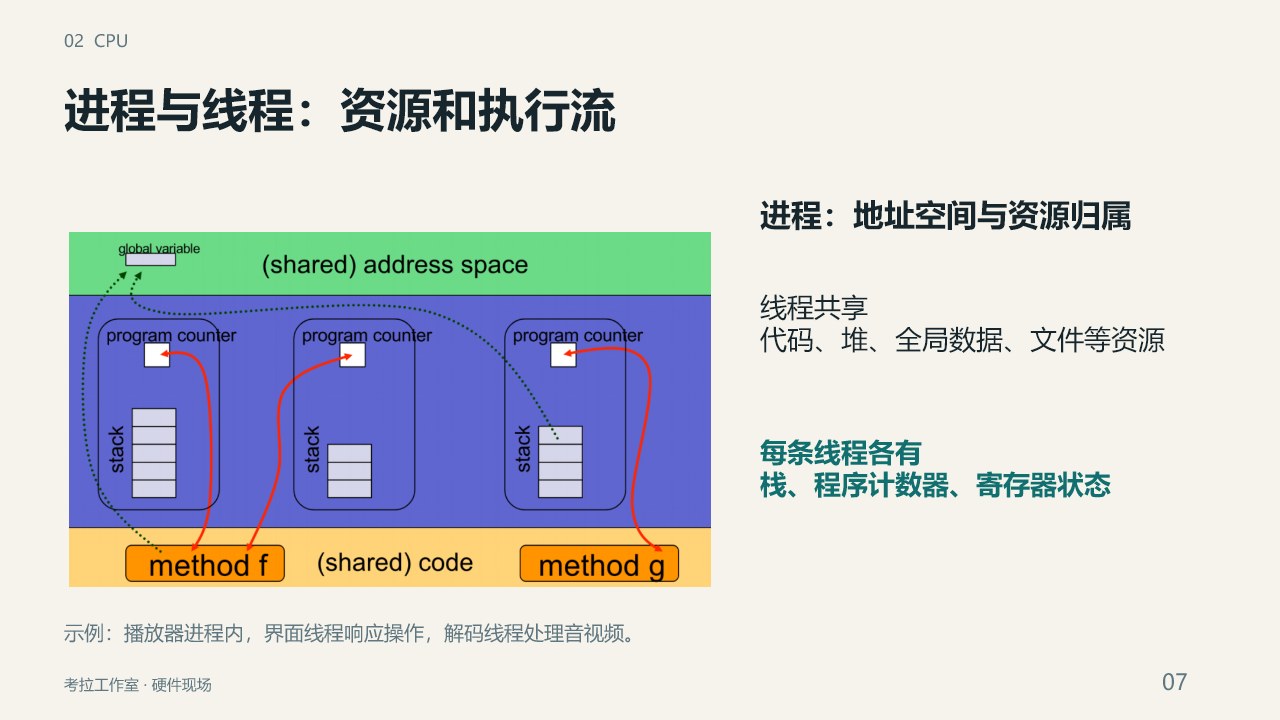 02 CPU
进程与线程：资源和执行流
global variable
(shared) address space
program counter
program counter
program counter
stack
stack
stack
method f
(shared) code
method g
进程：地址空间与资源归属
线程共享
代码、堆、全局数据、文件等资源
每条线程各有
栈、程序计数器、寄存器状态
示例：播放器进程内，界面线程响应操作，解码线程处理音视频。
考拉工作室 · 硬件现场
07